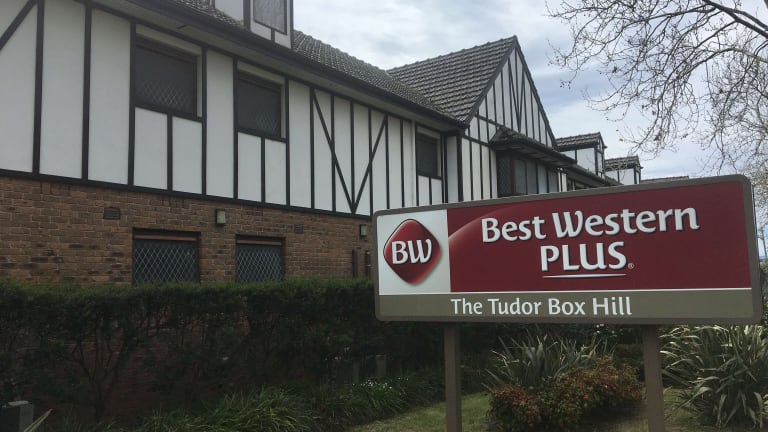 BW
Best Western
PLUS®
The Tudor Box Hill